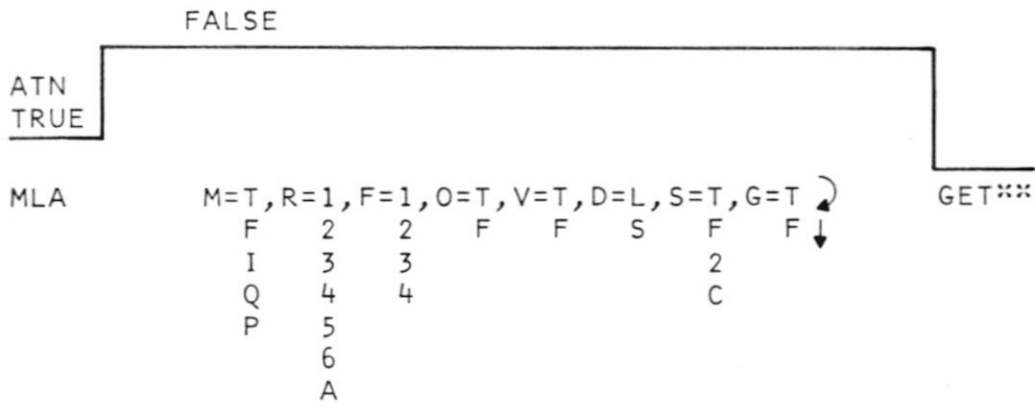 FALSE
ATN
TRUE
MLA M=T,R=1,F=1,O=T,V=T,D=L,S=T,G=T GET**
F 2 2 F F S F F
I 3 3 2
Q 4 4 C
P 5
6
A